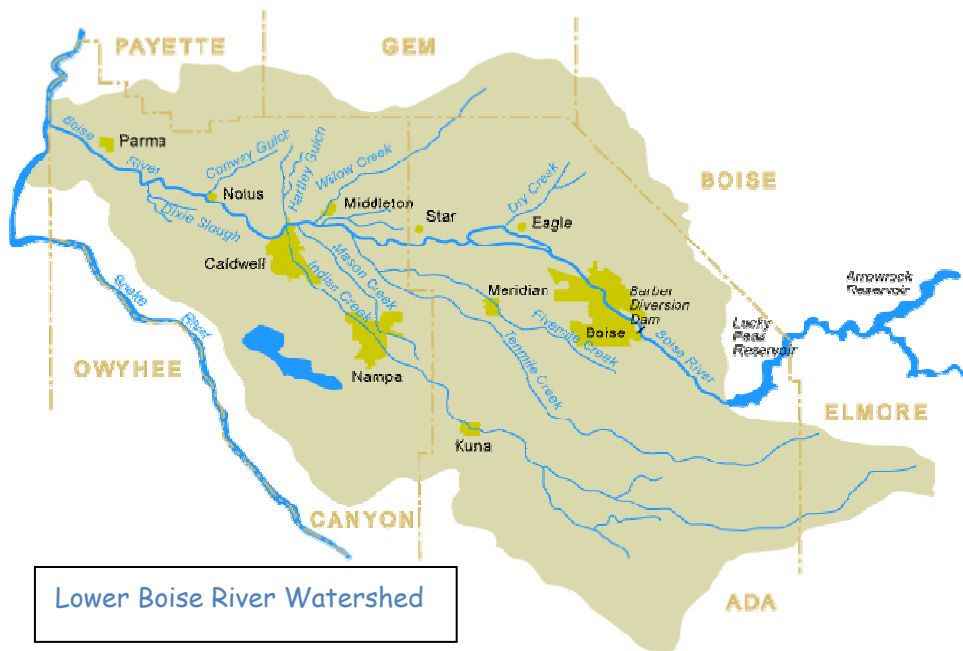 PAYETTE
GEM
Boise
River
Parma
Conway Gulch
Hartley Gulch
Willow Creek
Notus
Dixie Slough
Middleton
Star
Dry Creek
Eagle
BOISE
Caldwell
Mason Creek
Indian Creek
Meridian
Fivemile Creek
Tenmile Creek
Boise
Barber
Diversion
Dam
Boise River
Arrowrock
Reservoir
Lucky
Peak
Reservoir
Snake
River
OWYHEE
Nampa
ELMORE
Kuna
CANYON
ADA
Lower Boise River Watershed